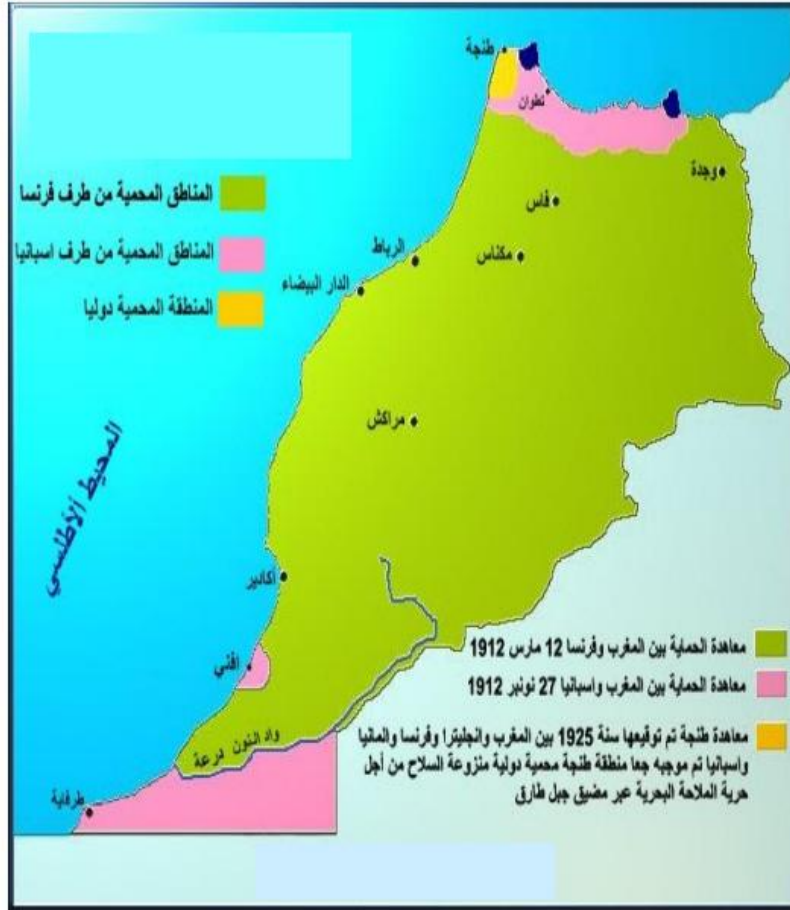 طنجة
تطوان
وجدة
فاس
مكناس
الرباط
الدار البيضاء
المناطق المحمية من طرف فرنسا
المناطق المحمية من طرف اسبانيا
المنطقة المحمية دوليا
مراكش
المحيط الأطلسي
أكادير
افني
واد النون
درعة
طرفاية
معاهدة الحماية بين المغرب وفرنسا 12 مارس 1912
معاهدة الحماية بين المغرب واسبانيا 27 نونبر 1912
معاهدة طنجة تم توقيعها سنة 1925 بين المغرب وانجليترا وفرنسا والمانيا
واسبانيا تم موجبه جعا منطقة طنجة محمية دولية منزوعة السلاح من أجل
حرية الملاحة البحرية عبر مضيق جبل طارق